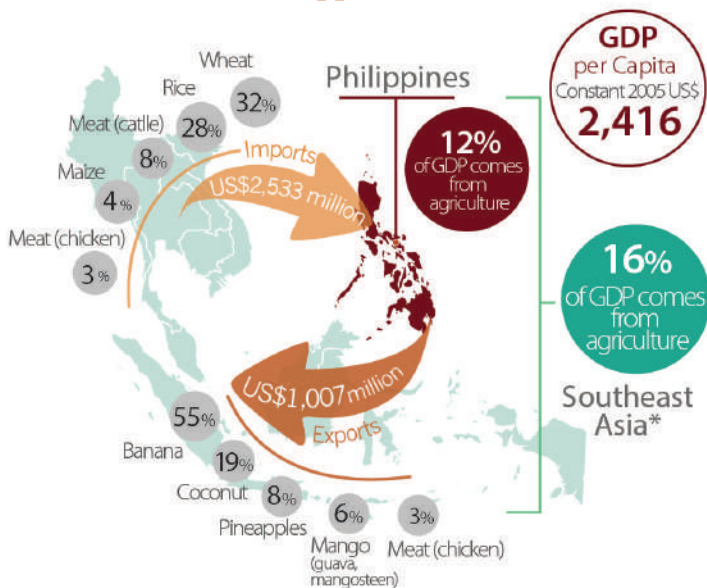 GDP
per Capita
Constant 2005 US$
2,416
Philippines
12%
of GDP comes
from
agriculture
16%
of GDP comes
from
agriculture
Southeast
Asia*
Wheat
32%
Rice
28%
Meat (catlle)
8%
Maize
4%
Meat (chicken)
3%
Imports
US$2,533 million
US$1,007 million
Exports
55%
Banana
19%
Coconut
8%
Pineapples
6%
Mango
(guava,
mangosteen)
3%
Meat (chicken)